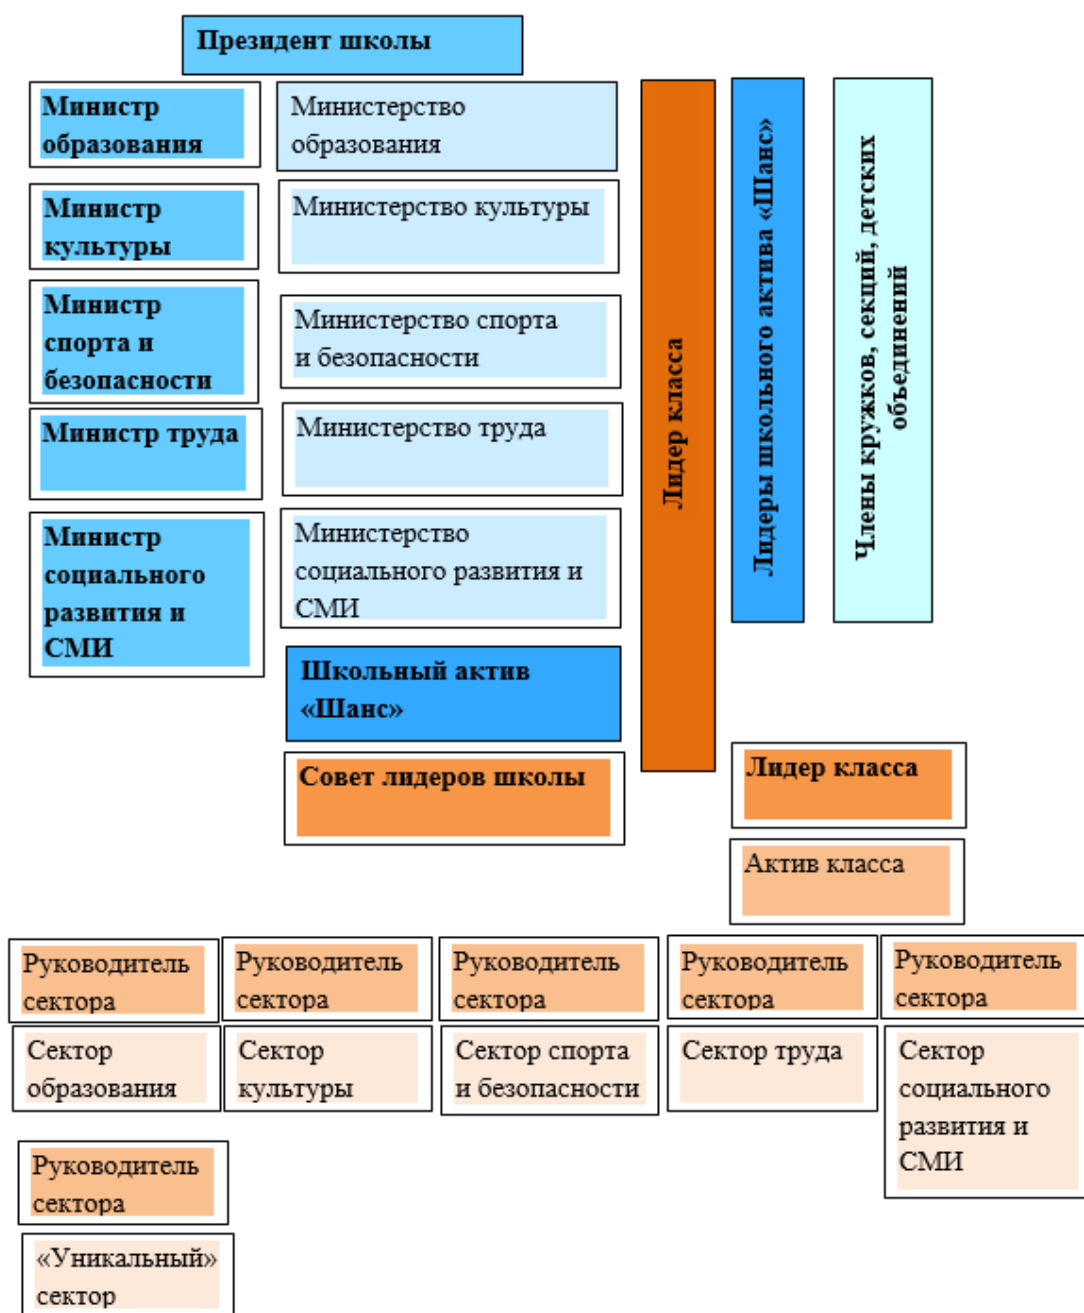 Президент школы
Министр
образования
Министерство
образования
Министр
культуры
Министерство культуры
Министр
спорта и
безопасности
Министерство спорта
и безопасности
Министр труда
Министерство труда
Министр
социального
развития и
СМИ
Министерство
социального развития и
СМИ
Школьный актив
«Шанс»
Совет лидеров школы
Лидер класса
Лидеры школьного актива «Шанс»
Члены кружков, секций, детских
объединений
Лидер класса
Актив класса
Руководитель
сектора
Руководитель
сектора
Руководитель
сектора
Руководитель
сектора
Руководитель
сектора
Сектор
образования
Сектор
культуры
Сектор спорта
и безопасности
Сектор труда
Сектор
социального
развития и
СМИ
Руководитель
сектора
«Уникальный»
сектор